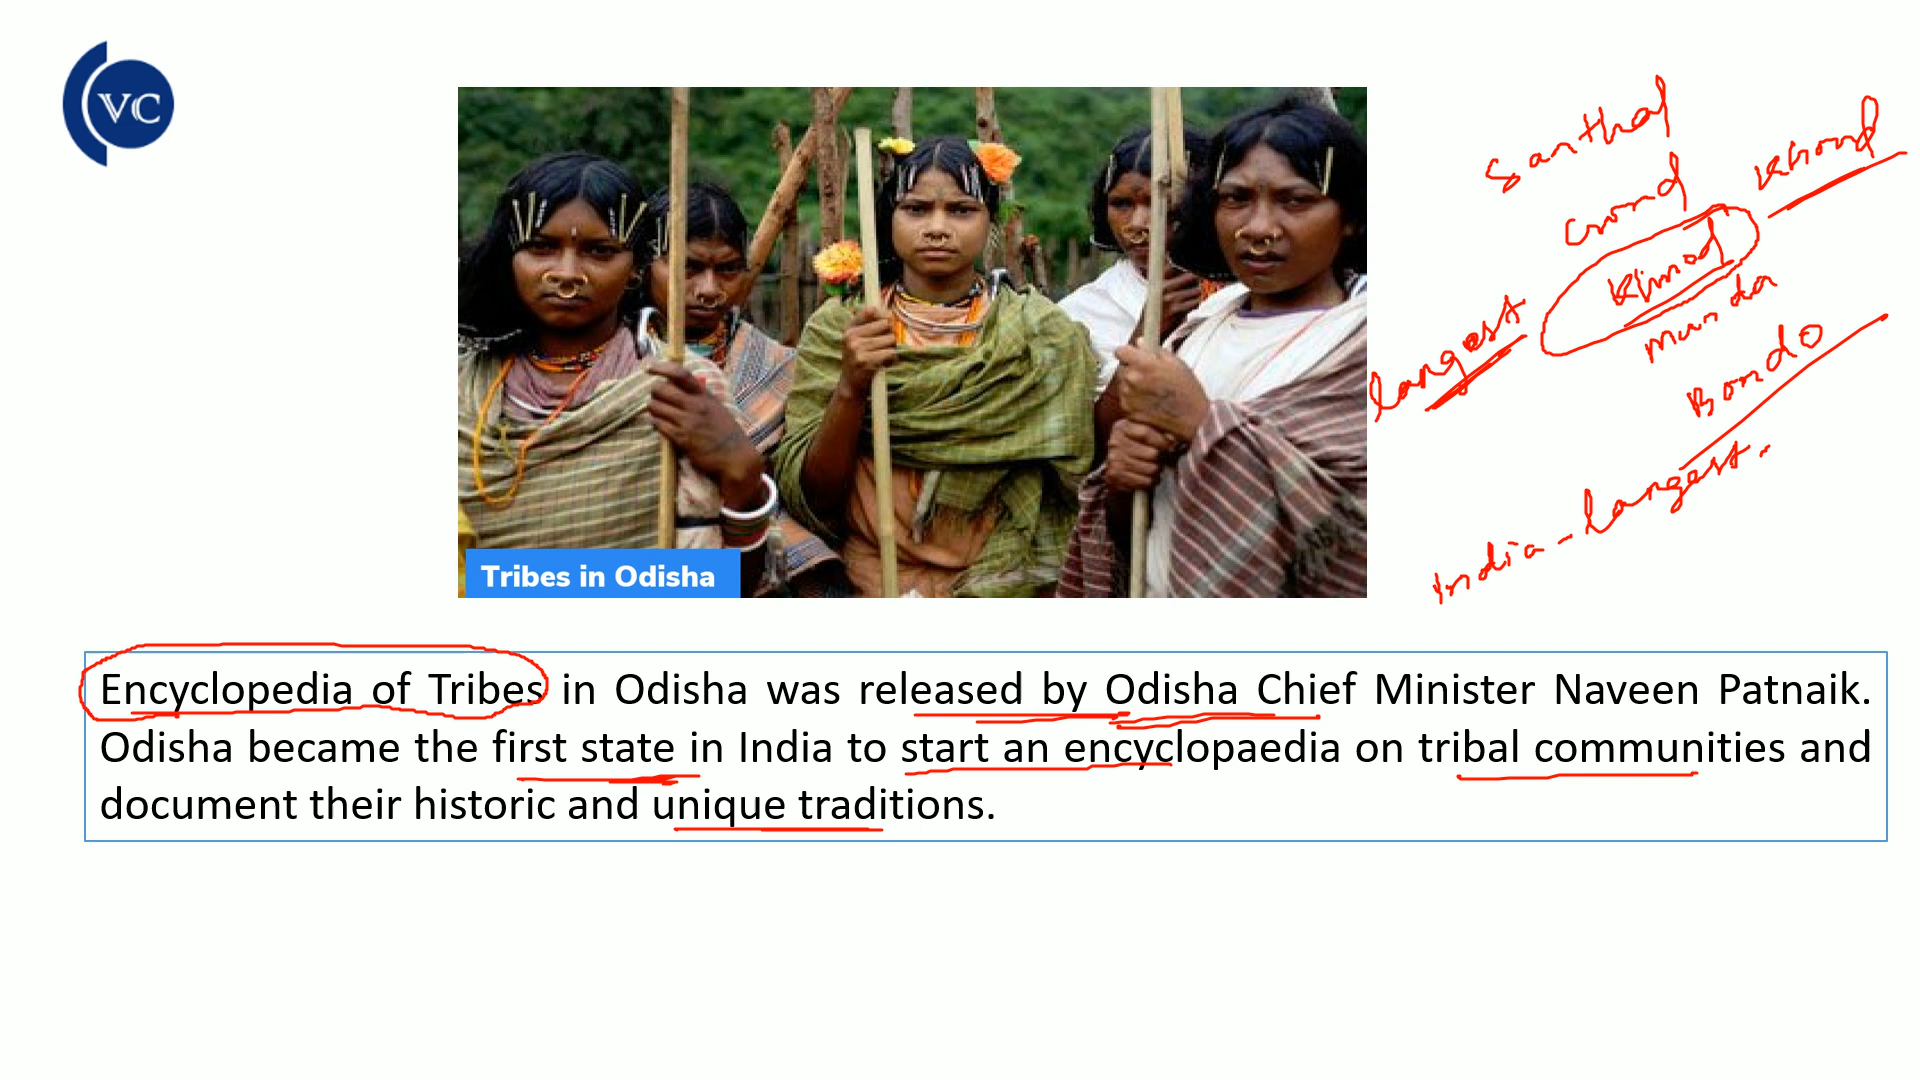 VC
Santhal
Gond
Khond
Khond
Munda
largest
Bondo
India - largest.
Tribes in Odisha
Encyclopedia of Tribes in Odisha was released by Odisha Chief Minister Naveen Patnaik.
Odisha became the first state in India to start an encyclopaedia on tribal communities and
document their historic and unique traditions.